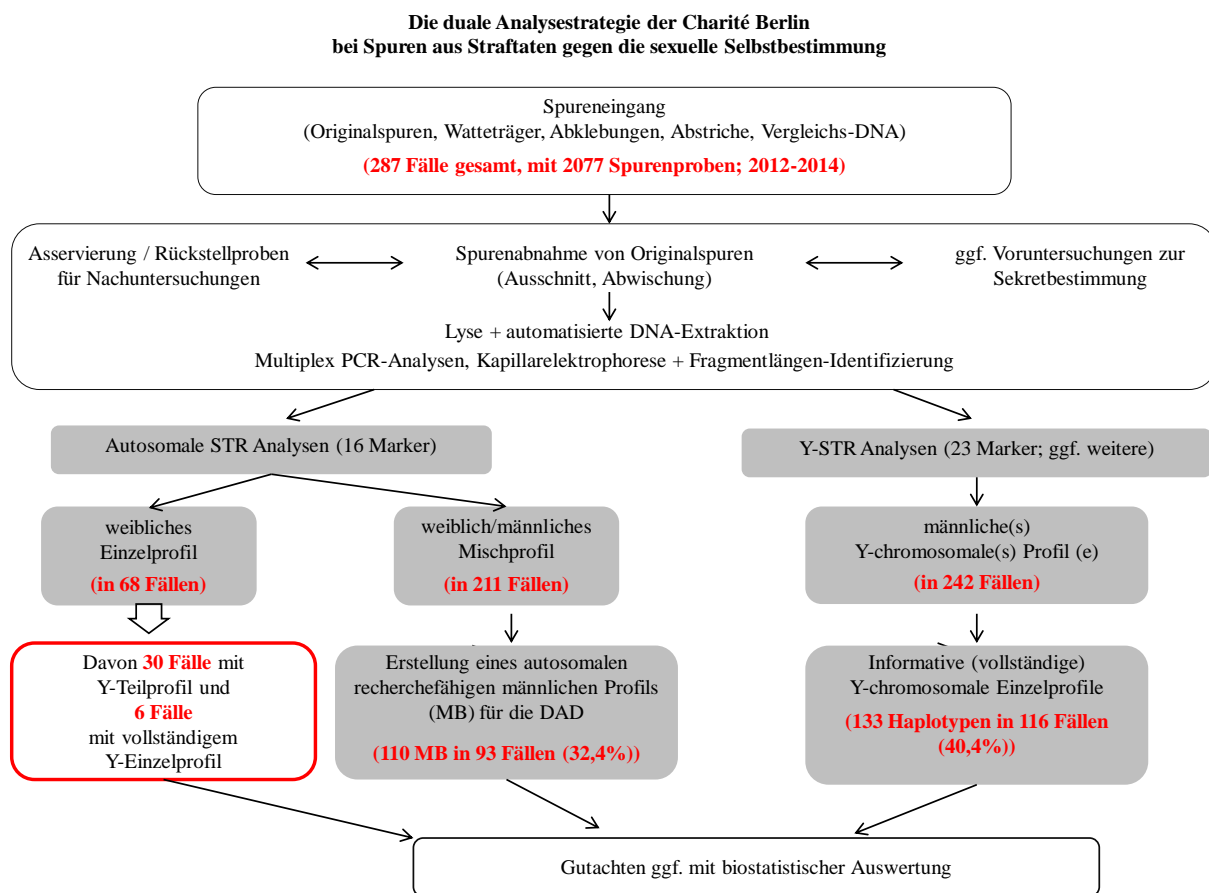 Die duale Analysestrategie der Charité Berlin
bei Spuren aus Straftaten gegen die sexuelle Selbstbestimmung
Spureneingang
(Originalspuren, Watteträger, Abklebungen, Abstriche, Vergleichs-DNA)
(287 Fälle gesamt, mit 2077 Spurenproben; 2012-2014)
Asservierung / Rückstellproben
für Nachuntersuchungen
Spurenabnahme von Originalspuren
(Ausschnitt, Abwischung)
ggf. Voruntersuchungen zur
Sekretbestimmung
Lyse + automatisierte DNA-Extraktion
Multiplex PCR-Analysen, Kapillarelektrophorese + Fragmentlängen-Identifizierung
Autosomale STR Analysen (16 Marker)
Y-STR Analysen (23 Marker; ggf. weitere)
weibliches
Einzelprofil
(in 68 Fällen)
weiblich/männliches
Mischprofil
(in 211 Fällen)
männliche(s)
Y-chromosomale(s) Profil (e)
(in 242 Fällen)
Davon 30 Fälle mit
Y-Teilprofil und
6 Fälle
mit vollständigem
Y-Einzelprofil
Erstellung eines autosomalen
recherchefähigen männlichen Profils
(MB) für die DAD
(110 MB in 93 Fällen (32,4%))
Informative (vollständige)
Y-chromosomale Einzelprofile
(133 Haplotypen in 116 Fällen
(40,4%))
Gutachten ggf. mit biostatistischer Auswertung